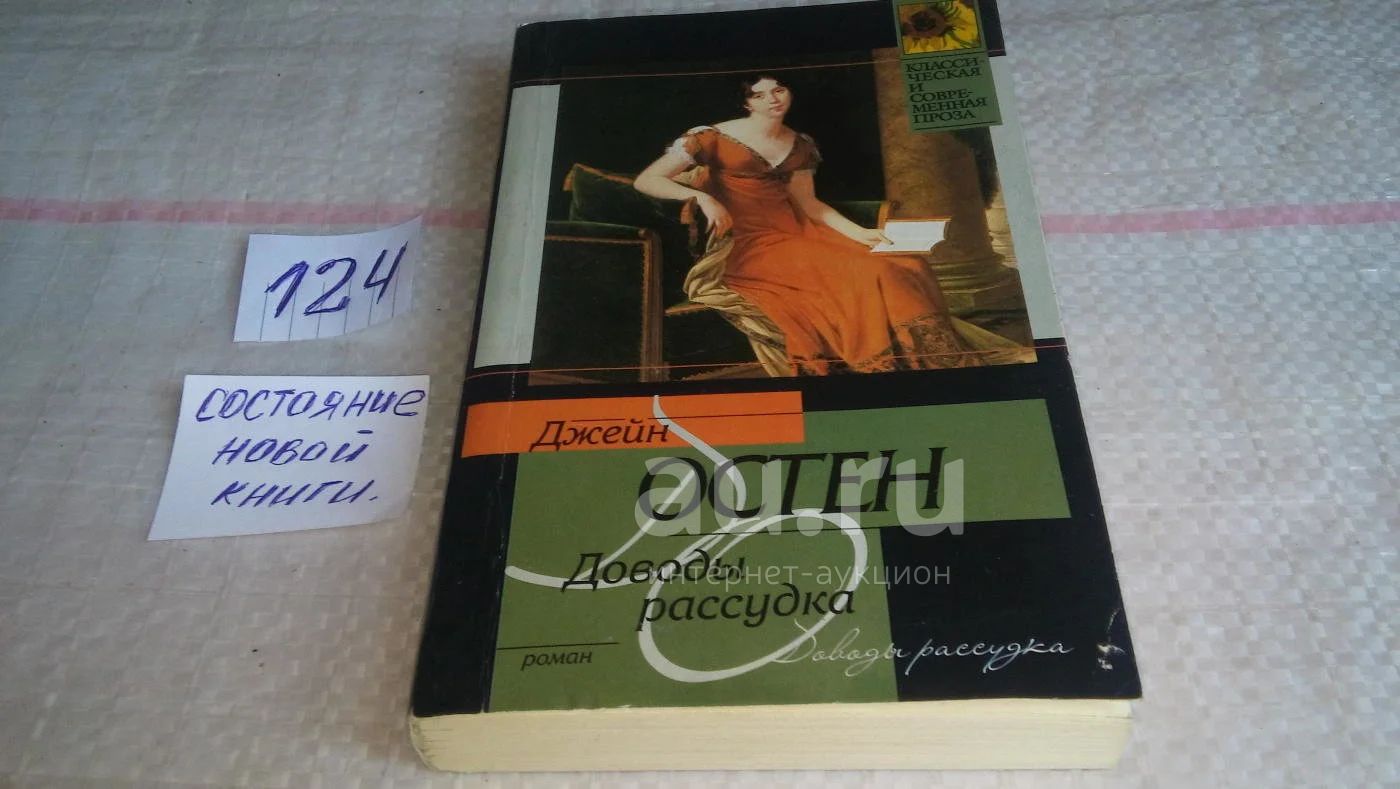 КЛАССИ-
ЧЕСКАЯ
И
СОВРЕ-
МЕННАЯ
ПРОЗА
124
СОСТОЯНИЕ
НОВОЙ
КНИГИ.
Джейн
ОСТЕН
au.ru
Доводы
интернет-аукцион
рассудка
Доводы рассудка
роман